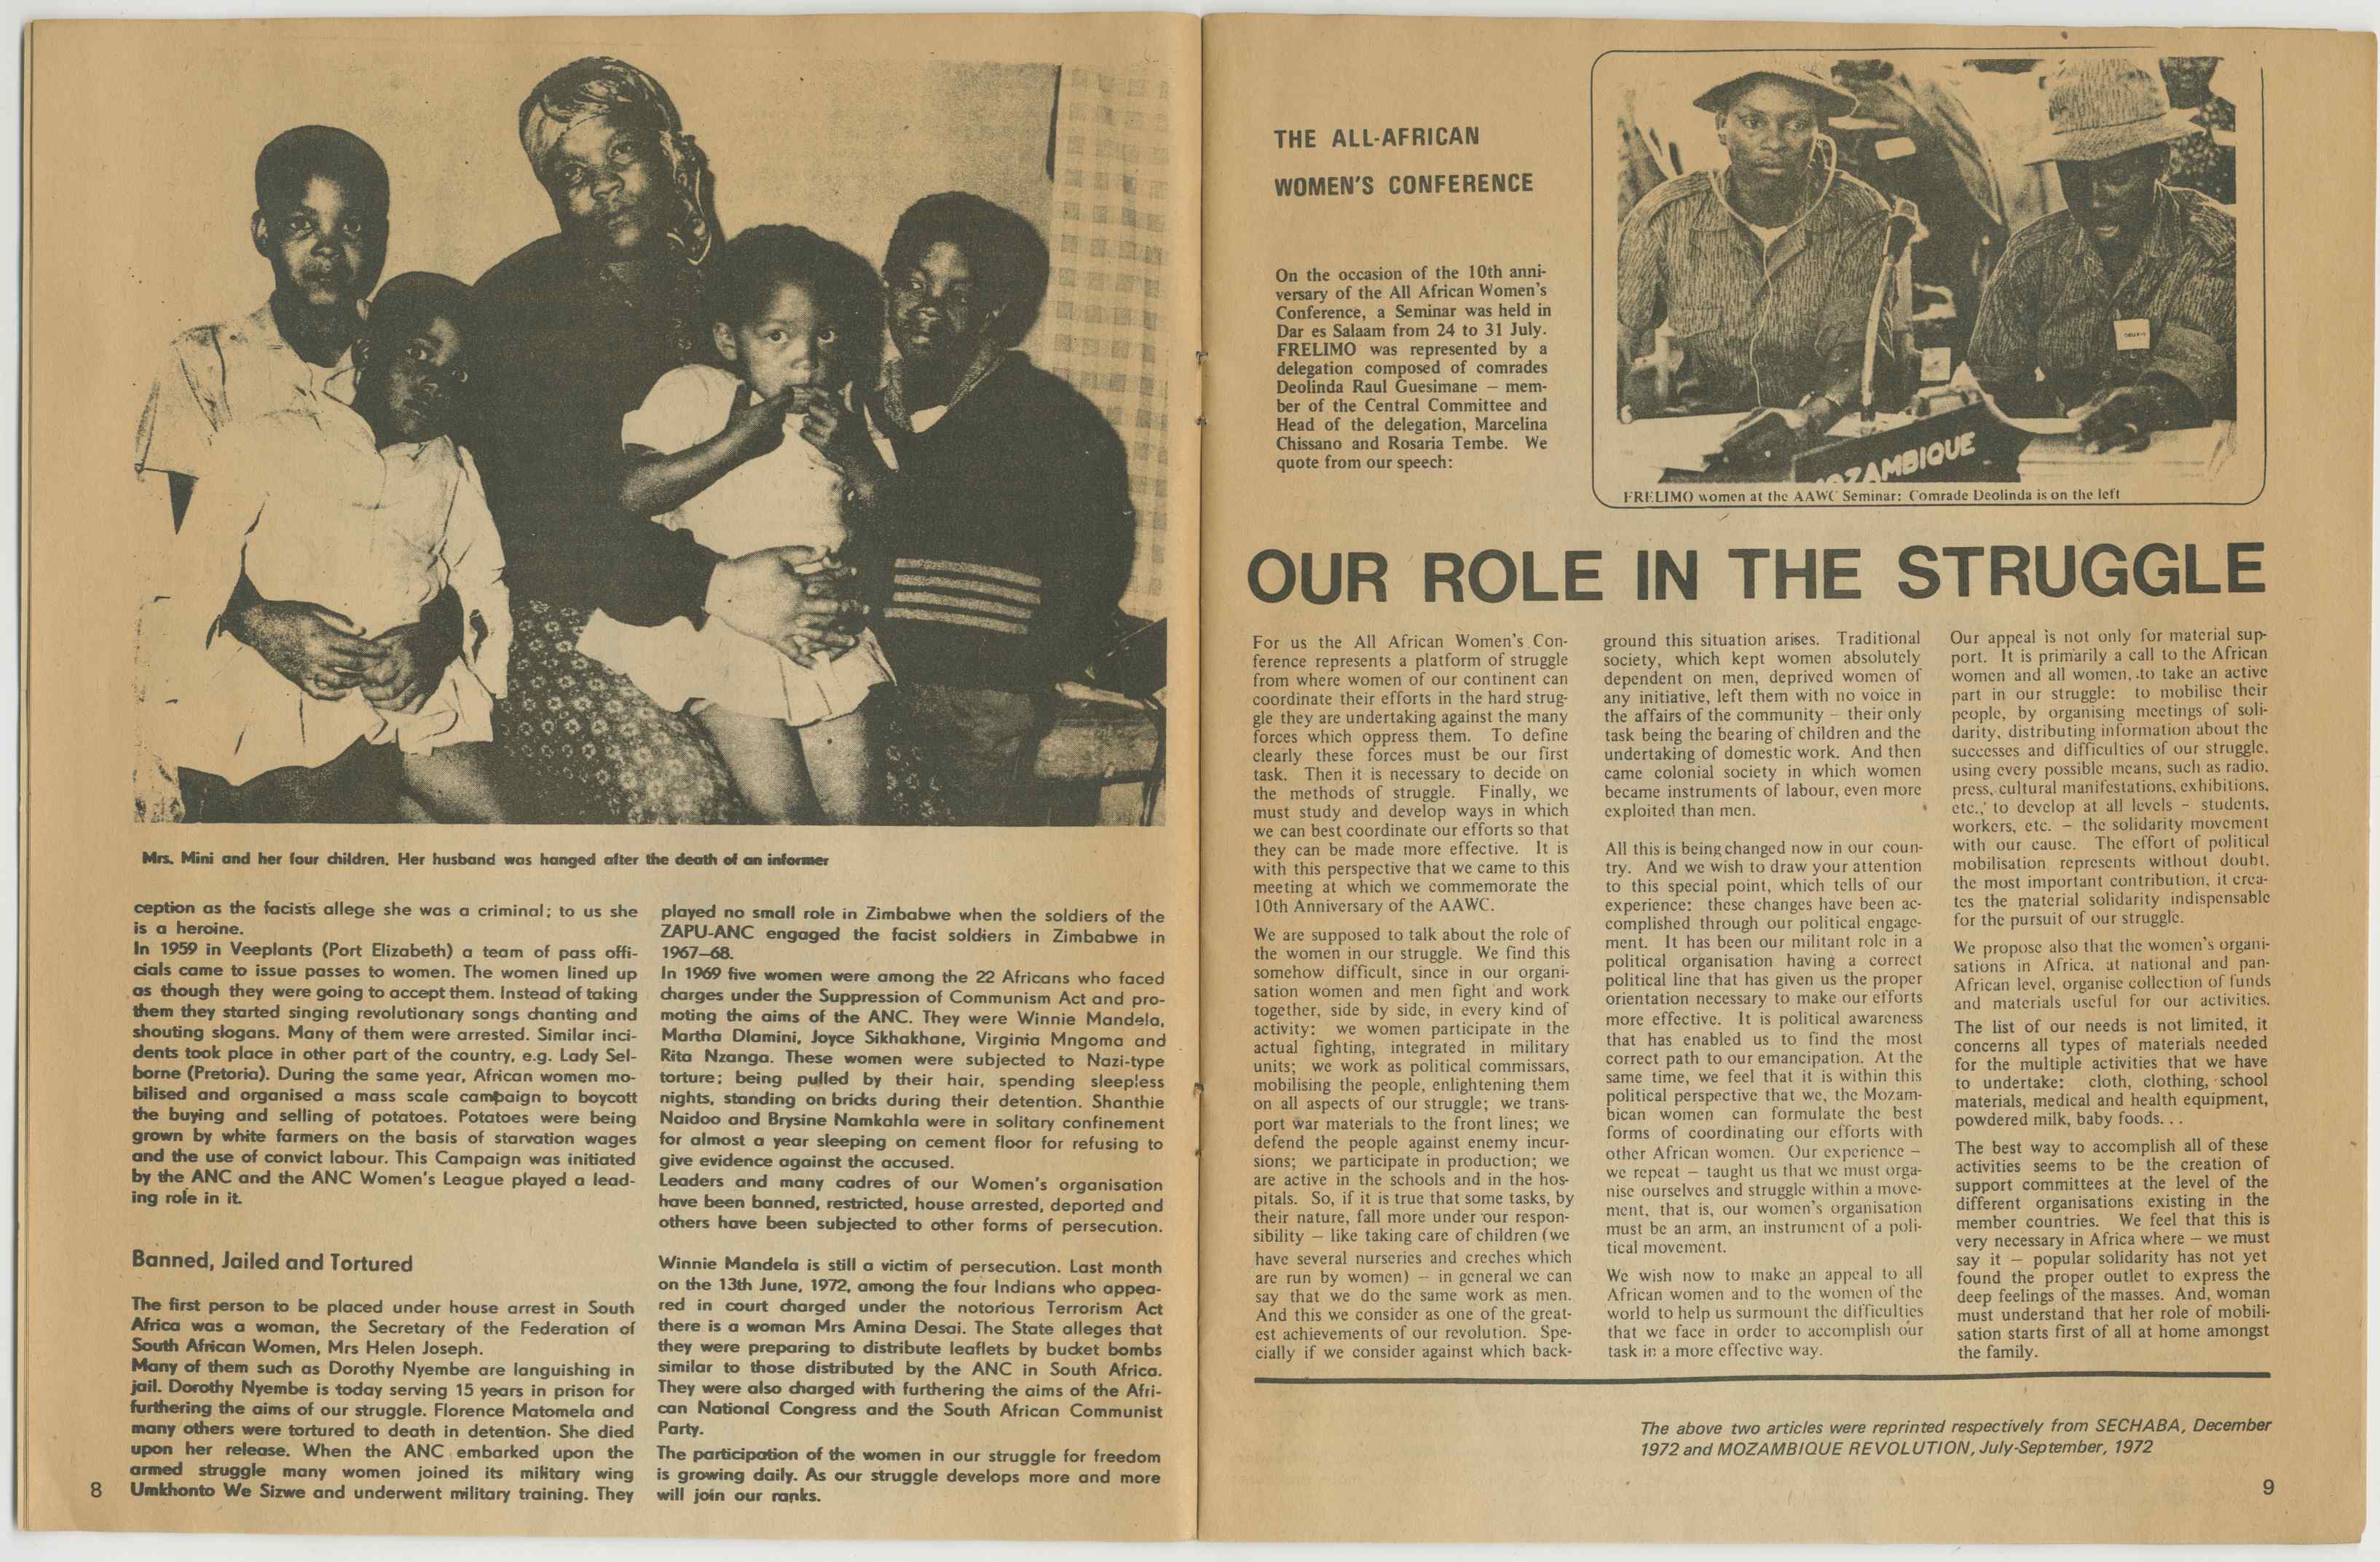 Mrs. Mini and her four children. Her husband was hanged after the death of an informer
ception as the facists allege she was a criminal; to us she
is a heroine.
In 1959 in Veeplants (Port Elizabeth) a team of pass offi-
cials came to issue passes to women. The women lined up
as though they were going to accept them. Instead of taking
them they started singing revolutionary songs chanting and
shouting slogans. Many of them were arrested. Similar inci-
dents took place in other part of the country, e.g. Lady Sel-
borne (Pretoria). During the same year, African women mo-
bilised and organised a mass scale campaign to boycott
the buying and selling of potatoes. Potatoes were being
grown by white farmers on the basis of starvation wages
and the use of convict labour. This Campaign was initiated
by the ANC and the ANC Women's League played a lead-
ing role in it.
Banned, Jailed and Tortured
The first person to be placed under house arrest in South
Africa was a woman, the Secretary of the Federation of
South African Women, Mrs Helen Joseph.
Many of them such as Dorothy Nyembe are languishing in
jail. Dorothy Nyembe is today serving 15 years in prison for
furthering the aims of our struggle. Florence Matomela and
many others were tortured to death in detention. She died
upon her release. When the ANC embarked upon the
armed struggle many women joined its military wing
Umkhonto We Sizwe and underwent military training. They
8
played no small role in Zimbabwe when the soldiers of the
ZAPU-ANC engaged the facist soldiers in Zimbabwe in
1967–68.
In 1969 five women were among the 22 Africans who faced
charges under the Suppression of Communism Act and pro-
moting the aims of the ANC. They were Winnie Mandela,
Martha Dlamini, Joyce Sikhakhane, Virginia Mngoma and
Rita Nzanga. These women were subjected to Nazi-type
torture; being pulled by their hair, spending sleepless
nights, standing on bricks during their detention. Shanthie
Naidoo and Brysine Namkahla were in solitary confinement
for almost a year sleeping on cement floor for refusing to
give evidence against the accused.
Leaders and many cadres of our Women's organisation
have been banned, restricted, house arrested, deported and
others have been subjected to other forms of persecution.
Winnie Mandela is still a victim of persecution. Last month
on the 13th June, 1972, among the four Indians who appea-
red in court charged under the notorious Terrorism Act
there is a woman Mrs Amina Desai. The State alleges that
they were preparing to distribute leaflets by bucket bombs
similar to those distributed by the ANC in South Africa.
They were also charged with furthering the aims of the Afri-
can National Congress and the South African Communist
Party.
The participation of the women in our struggle for freedom
is growing daily. As our struggle develops more and more
will join our ranks.
THE ALL-AFRICAN
WOMEN'S CONFERENCE
On the occasion of the 10th anni-
versary of the All African Women's
Conference, a Seminar was held in
Dar es Salaam from 24 to 31 July.
FRELIMO was represented by a
delegation composed of comrades
Deolinda Raul Guesimane – mem-
ber of the Central Committee and
Head of the delegation, Marcelina
Chissano and Rosaria Tembe. We
quote from our speech:
MOZAMBIQUE
FRELIMO women at the AAWC Seminar: Comrade Deolinda is on the left
OUR ROLE IN THE STRUGGLE
For us the All African Women's Con-
ference represents a platform of struggle
from where women of our continent can
coordinate their efforts in the hard strug-
gle they are undertaking against the many
forces which oppress them. To define
clearly these forces must be our first
task. Then it is necessary to decide on
the methods of struggle. Finally, we
must study and develop ways in which
we can best coordinate our efforts so that
they can be made more effective. It is
with this perspective that we came to this
meeting at which we commemorate the
10th Anniversary of the AAWC.
We are supposed to talk about the role of
the women in our struggle. We find this
somehow difficult, since in our organi-
sation women and men fight and work
together, side by side, in every kind of
activity: we women participate in the
actual fighting, integrated in military
units; we work as political commissars,
mobilising the people, enlightening them
on all aspects of our struggle; we trans-
port war materials to the front lines; we
defend the people against enemy incur-
sions; we participate in production; we
are active in the schools and in the hos-
pitals. So, if it is true that some tasks, by
their nature, fall more under our respon-
sibility – like taking care of children (we
have several nurseries and creches which
are run by women) – in general we can
say that we do the same work as men.
And this we consider as one of the great-
est achievements of our revolution. Spe-
cially if we consider against which back-
ground this situation arises. Traditional
society, which kept women absolutely
dependent on men, deprived women of
any initiative, left them with no voice in
the affairs of the community – their only
task being the bearing of children and the
undertaking of domestic work. And then
came colonial society in which women
became instruments of labour, even more
exploited than men.
All this is being changed now in our coun-
try. And we wish to draw your attention
to this special point, which tells of our
experience: these changes have been ac-
complished through our political engage-
ment. It has been our militant role in a
political organisation having a correct
political line that has given us the proper
orientation necessary to make our efforts
more effective. It is political awareness
that has enabled us to find the most
correct path to our emancipation. At the
same time, we feel that it is within this
political perspective that we, the Mozam-
bican women can formulate the best
forms of coordinating our efforts with
other African women. Our experience –
we repeat – taught us that we must orga-
nise ourselves and struggle within a move-
ment, that is, our women's organisation
must be an arm, an instrument of a poli-
tical movement.
We wish now to make an appeal to all
African women and to the women of the
world to help us surmount the difficulties
that we face in order to accomplish our
task in a more effective way.
Our appeal is not only for material sup-
port. It is primarily a call to the African
women and all women, to take an active
part in our struggle: to mobilise their
people, by organising meetings of soli-
darity, distributing information about the
successes and difficulties of our struggle,
using every possible means, such as radio,
press, cultural manifestations, exhibitions,
etc.; to develop at all levels – students,
workers, etc. – the solidarity movement
with our cause. The effort of political
mobilisation represents without doubt,
the most important contribution, it crea-
tes the material solidarity indispensable
for the pursuit of our struggle.
We propose also that the women's organi-
sations in Africa, at national and pan-
African level, organise collection of funds
and materials useful for our activities.
The list of our needs is not limited, it
concerns all types of materials needed
for the multiple activities that we have
to undertake: cloth, clothing, school
materials, medical and health equipment,
powdered milk, baby foods. . .
The best way to accomplish all of these
activities seems to be the creation of
support committees at the level of the
different organisations existing in the
member countries. We feel that this is
very necessary in Africa where – we must
say it – popular solidarity has not yet
found the proper outlet to express the
deep feelings of the masses. And, woman
must understand that her role of mobili-
sation starts first of all at home amongst
the family.
The above two articles were reprinted respectively from SECHABA, December
1972 and MOZAMBIQUE REVOLUTION, July-September, 1972
9